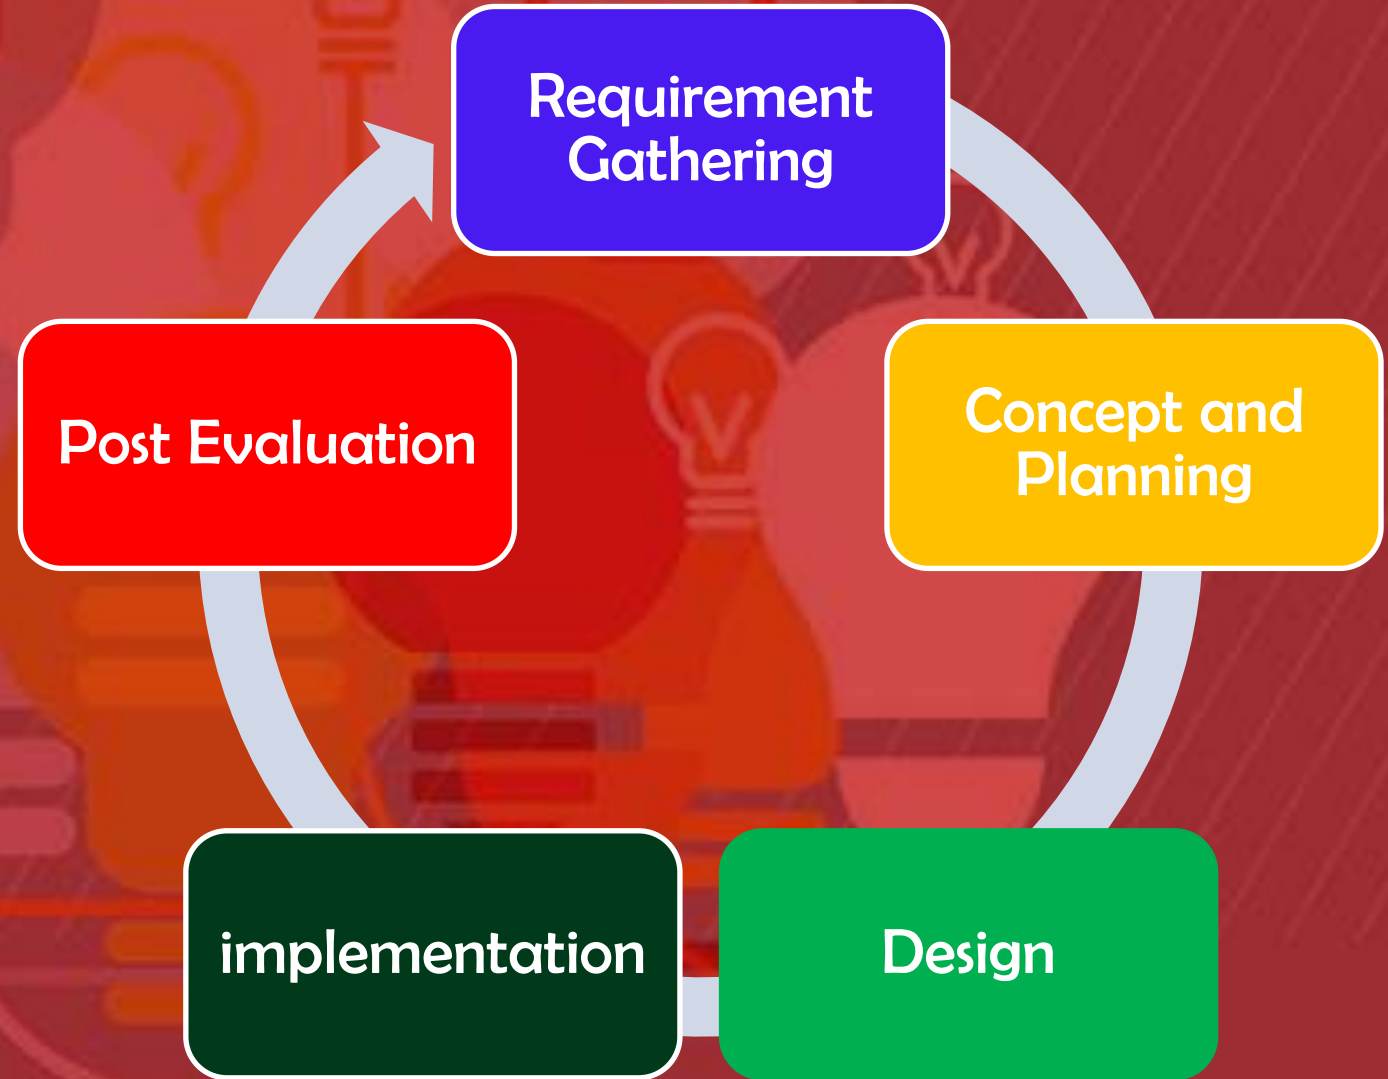 Requirement
Gathering
Concept and
Planning
Design
implementation
Post Evaluation